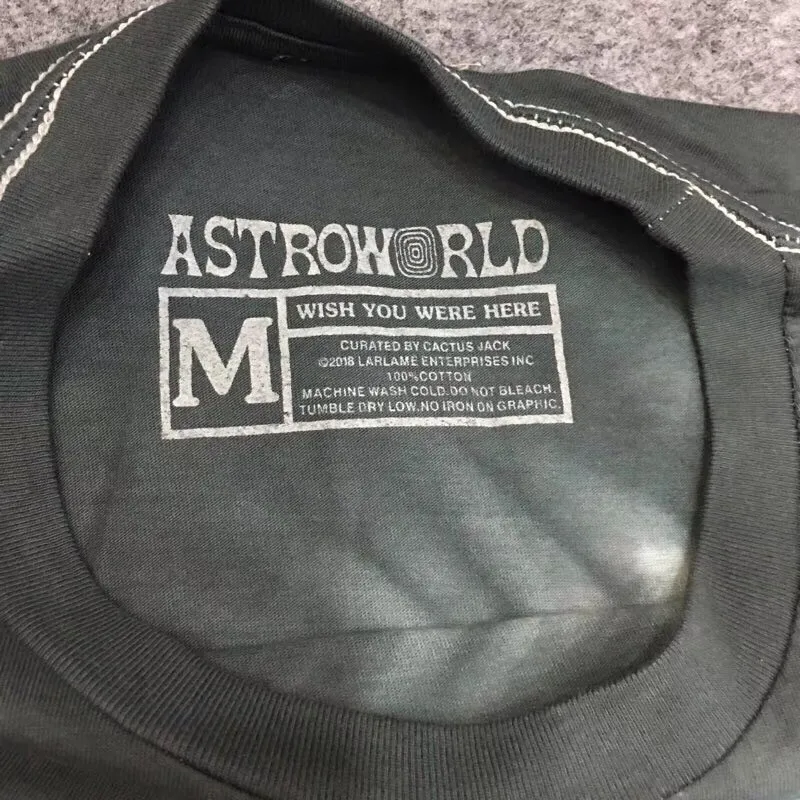 ASTROWORLD
M
WISH YOU WERE HERE
CURATED BY CACTUS JACK
©2018 LARLAME ENTERPRISES INC
100%COTTON
MACHINE WASH COLD.DO NOT BLEACH.
TUMBLE DRY LOW.NO IRON ON GRAPHIC.